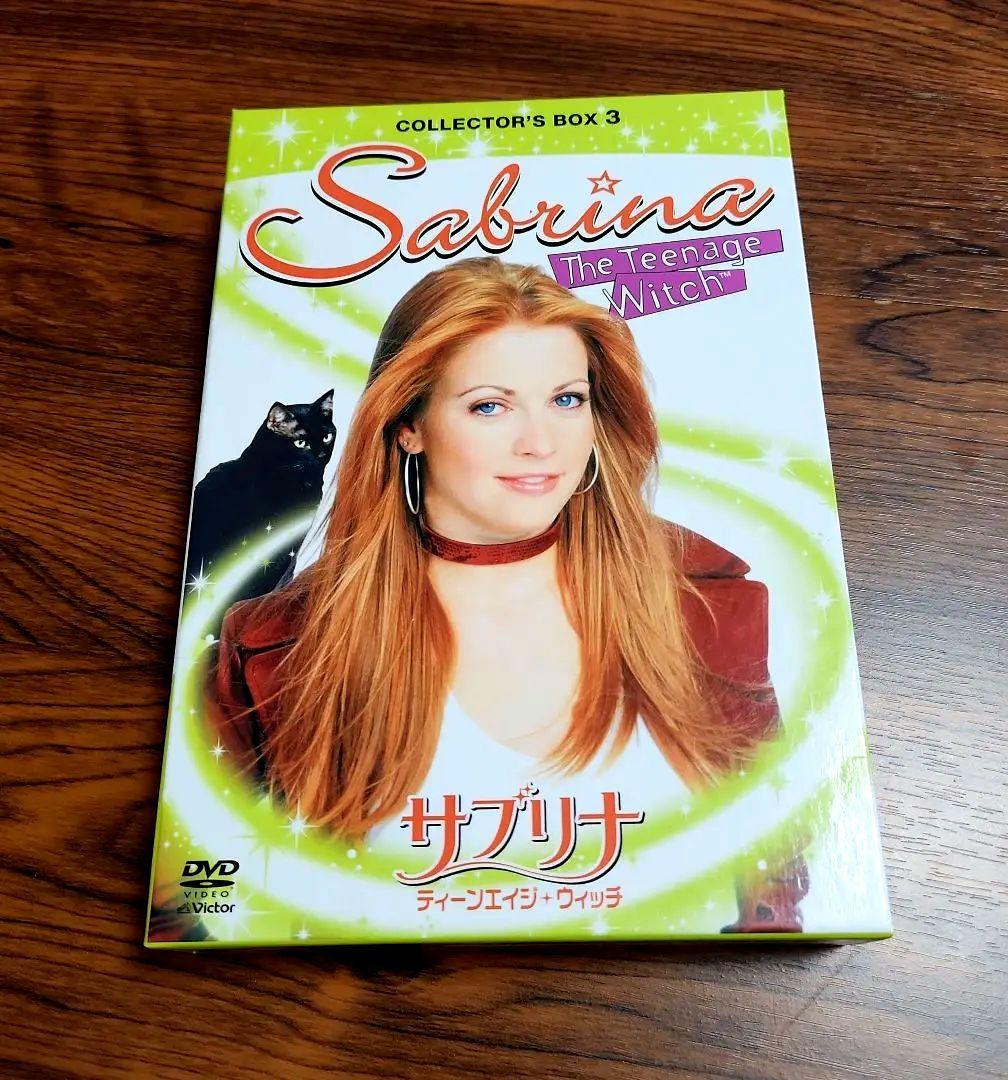 COLLECTOR'S BOX 3
Sabrina
The Teenage
Witch™
サブリナ
ティーンエイジ✦ウィッチ
DVD
VIDEO
Victor